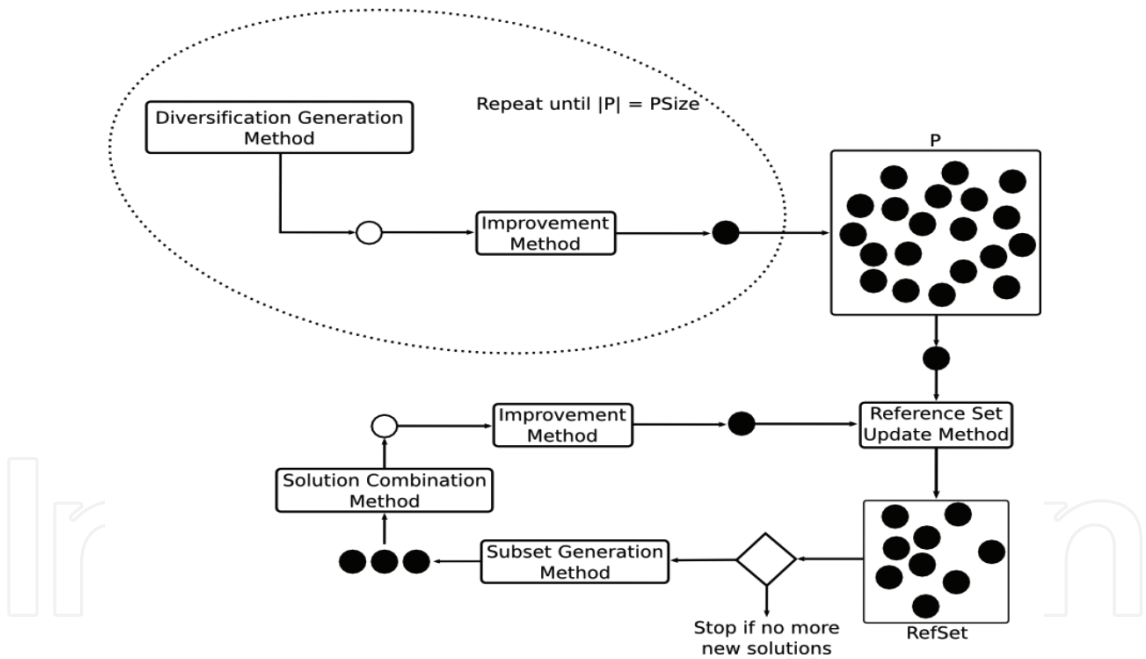 Diversification Generation
Method
Repeat until |P| = PSize
P
Improvement
Method
Improvement
Method
Reference Set
Update Method
Solution Combination
Method
Subset Generation
Method
Stop if no more
new solutions
RefSet